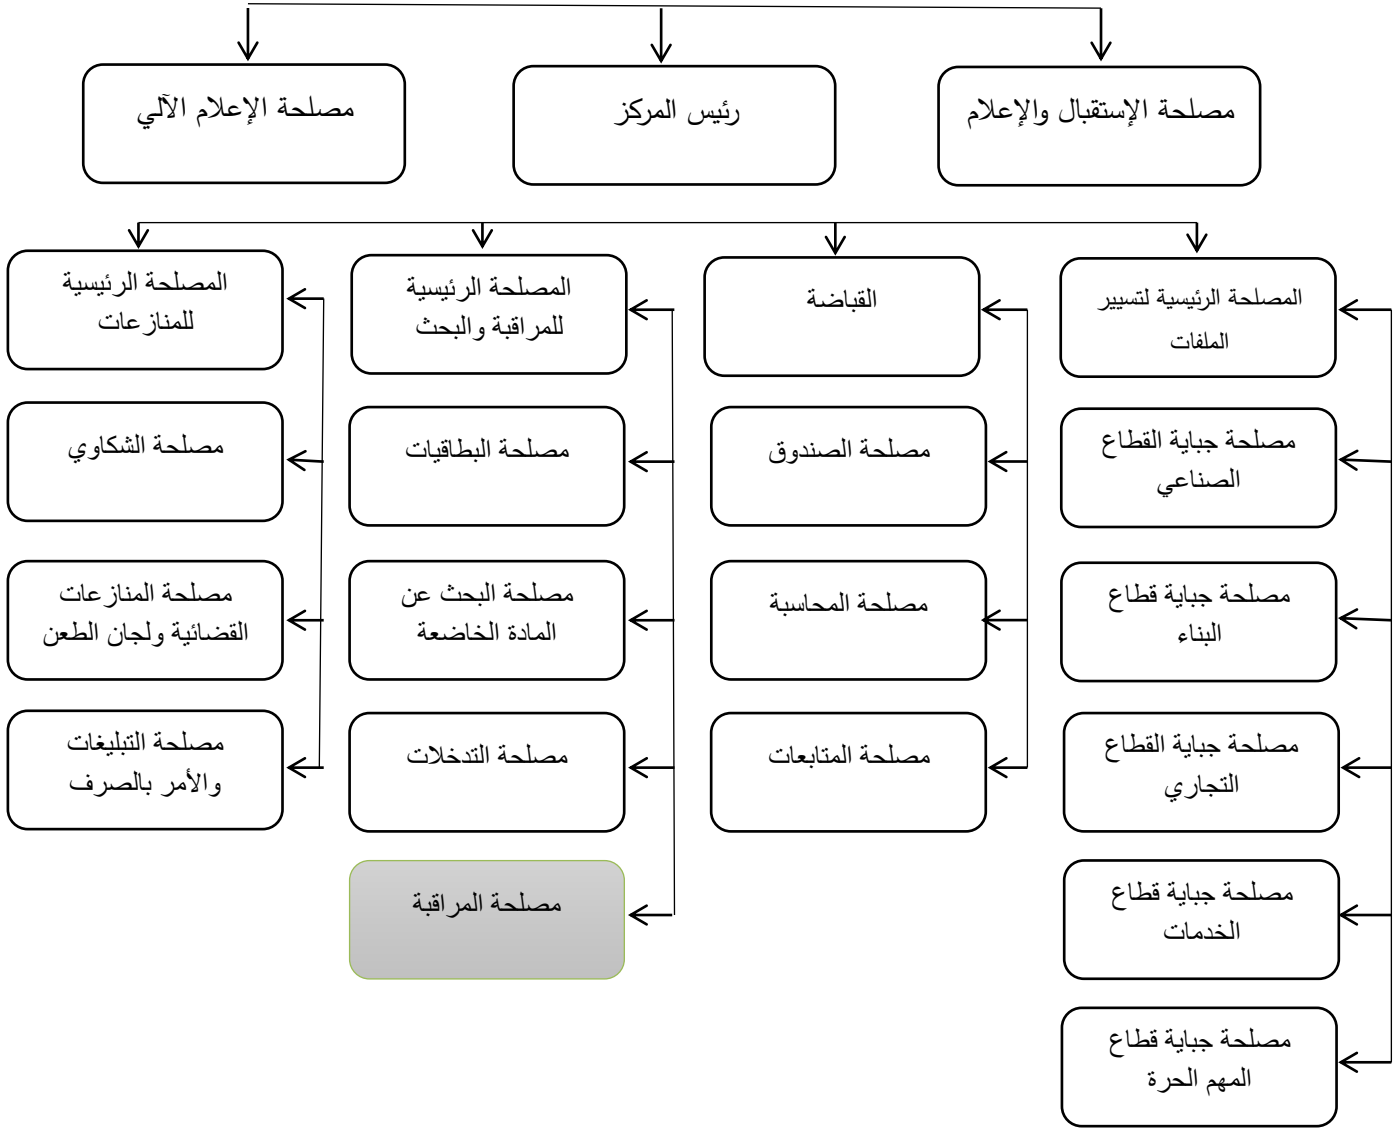 مصلحة الإستقبال والإعلام
رئيس المركز
مصلحة الإعلام الآلي
المصلحة الرئيسية لتسيير
الملفات
مصلحة جباية القطاع
الصناعي
مصلحة جباية قطاع
البناء
مصلحة جباية القطاع
التجاري
مصلحة جباية قطاع
الخدمات
مصلحة جباية قطاع
المهم الحرة
القباضة
مصلحة الصندوق
مصلحة المحاسبة
مصلحة المتابعات
المصلحة الرئيسية
للمراقبة والبحث
مصلحة البطاقيات
مصلحة البحث عن
المادة الخاضعة
مصلحة التدخلات
مصلحة المراقبة
المصلحة الرئيسية
للمنازعات
مصلحة الشكاوي
مصلحة المنازعات
القضائية ولجان الطعن
مصلحة التبليغات
والأمر بالصرف